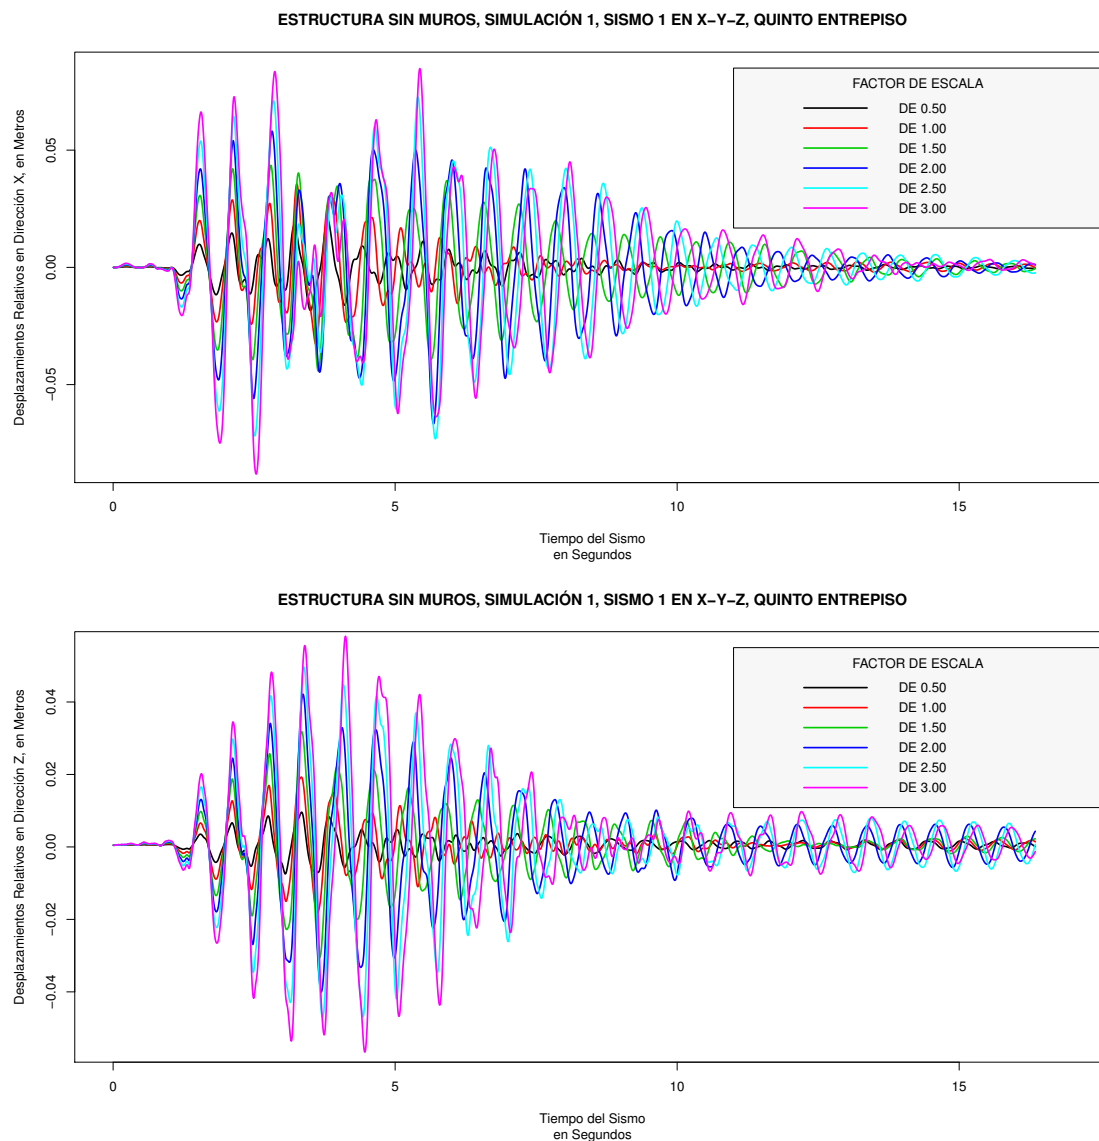 ESTRUCTURA SIN MUROS, SIMULACIÓN 1, SISMO 1 EN X−Y−Z, QUINTO ENTREPISO
Desplazamientos Relativos en Dirección X, en Metros
0.05
0.00
−0.05
FACTOR DE ESCALA
DE 0.50
DE 1.00
DE 1.50
DE 2.00
DE 2.50
DE 3.00
0 5 10 15
Tiempo del Sismo
en Segundos
ESTRUCTURA SIN MUROS, SIMULACIÓN 1, SISMO 1 EN X−Y−Z, QUINTO ENTREPISO
Desplazamientos Relativos en Dirección Z, en Metros
0.04
0.02
0.00
−0.02
−0.04
FACTOR DE ESCALA
DE 0.50
DE 1.00
DE 1.50
DE 2.00
DE 2.50
DE 3.00
0 5 10 15
Tiempo del Sismo
en Segundos